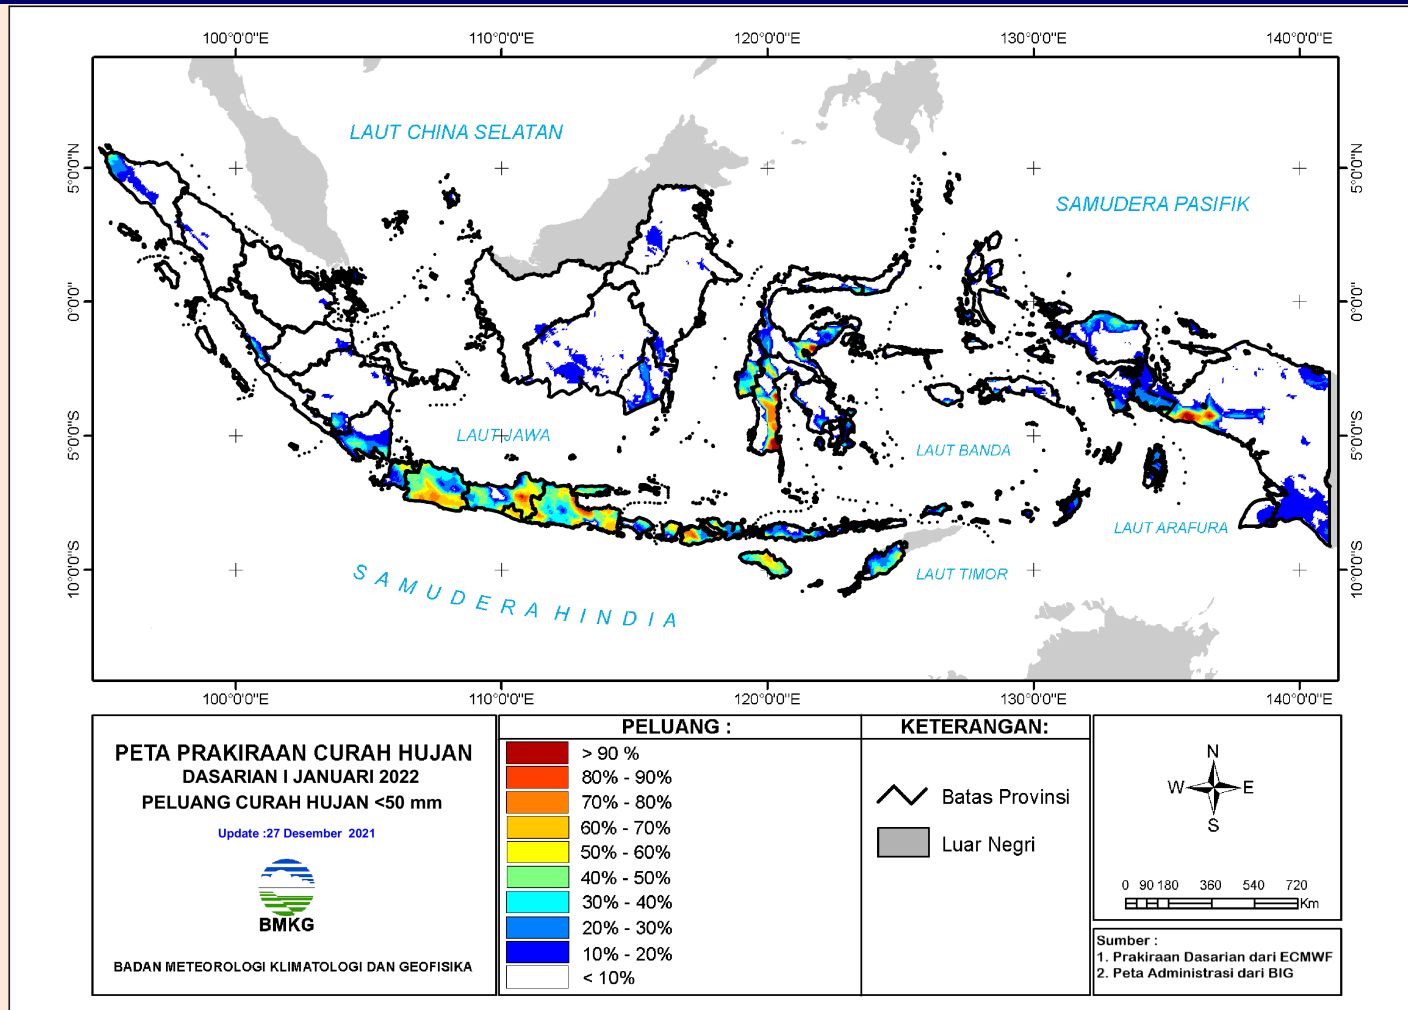 100°0'0"E 110°0'0"E 120°0'0"E 130°0'0"E 140°0'0"E
5°0'0"N
0°0'0"
5°0'0"S
10°0'0"S
LAUT CHINA SELATAN
SAMUDERA PASIFIK
LAUT JAWA
LAUT BANDA
LAUT ARAFURA
LAUT TIMOR
SAMUDERA HINDIA
5°0'0"N
0°0'0"
5°0'0"S
10°0'0"S
100°0'0"E 110°0'0"E 120°0'0"E 130°0'0"E 140°0'0"E
PETA PRAKIRAAN CURAH HUJAN
DASARIAN I JANUARI 2022
PELUANG CURAH HUJAN <50 mm
Update :27 Desember 2021
BMKG
BADAN METEOROLOGI KLIMATOLOGI DAN GEOFISIKA
PELUANG :
> 90 %
80% - 90%
70% - 80%
60% - 70%
50% - 60%
40% - 50%
30% - 40%
20% - 30%
10% - 20%
< 10%
KETERANGAN:
Batas Provinsi
Luar Negri
N
W E
S
0 90 180 360 540 720
Km
Sumber :
1. Prakiraan Dasarian dari ECMWF
2. Peta Administrasi dari BIG